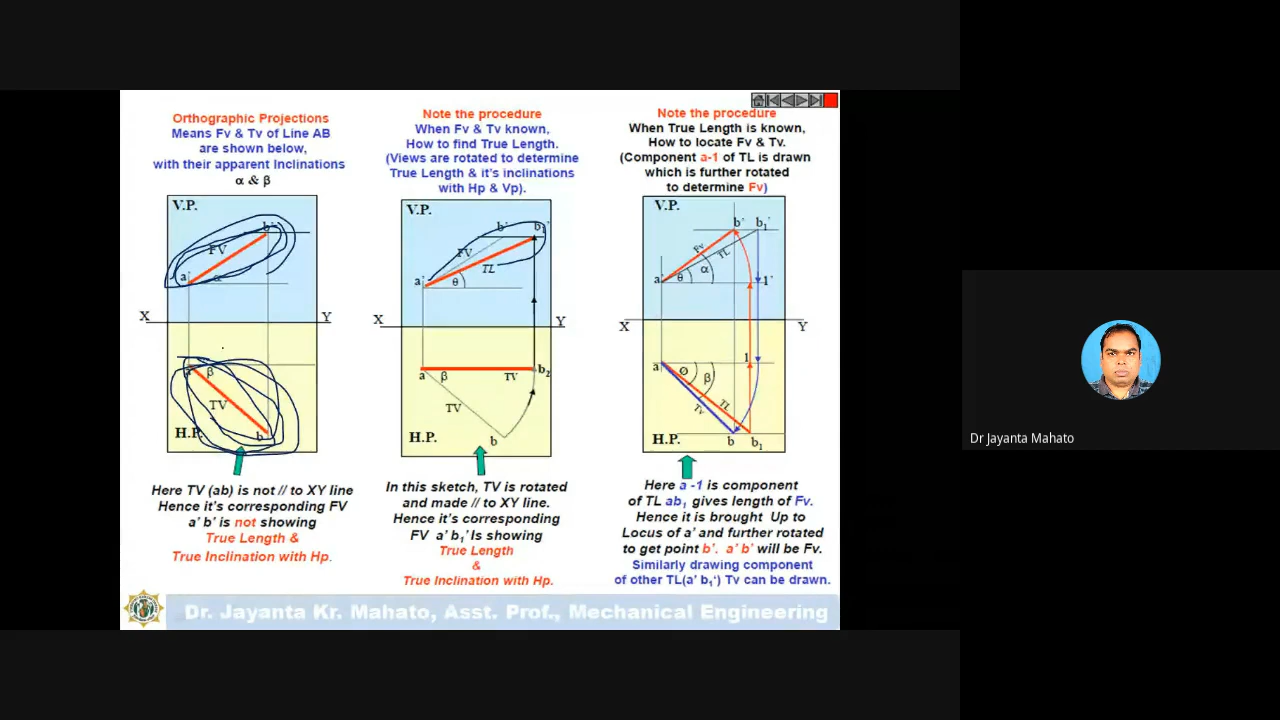 Orthographic Projections
Means Fv & Tv of Line AB
are shown below,
with their apparent Inclinations
α & β
V.P.
b'
FV
a'
α
X
Y
a
β
TV
H.P.
b
Here TV (ab) is not // to XY line
Hence it's corresponding FV
a' b' is not showing
True Length &
True Inclination with Hp.
Note the procedure
When Fv & Tv known,
How to find True Length.
(Views are rotated to determine
True Length & it's inclinations
with Hp & Vp).
V.P.
b'
b1'
FV
TL
a'
θ
X
Y
a
β
TV
b2
TV
H.P.
b
In this sketch, TV is rotated
and made // to XY line.
Hence it's corresponding
FV a' b1' Is showing
True Length
&
True Inclination with Hp.
Note the procedure
When True Length is known,
How to locate Fv & Tv.
(Component a-1 of TL is drawn
which is further rotated
to determine Fv)
V.P.
b'
b1'
Fv
TL
a'
θ
α
1'
X
Y
a
1
Ø
β
TL
Tv
H.P.
b
b1
Here a -1 is component
of TL ab1 gives length of Fv.
Hence it is brought Up to
Locus of a' and further rotated
to get point b'. a' b' will be Fv.
Similarly drawing component
of other TL(a' b1') Tv can be drawn.
Dr. Jayanta Kr. Mahato, Asst. Prof., Mechanical Engineering
Dr Jayanta Mahato